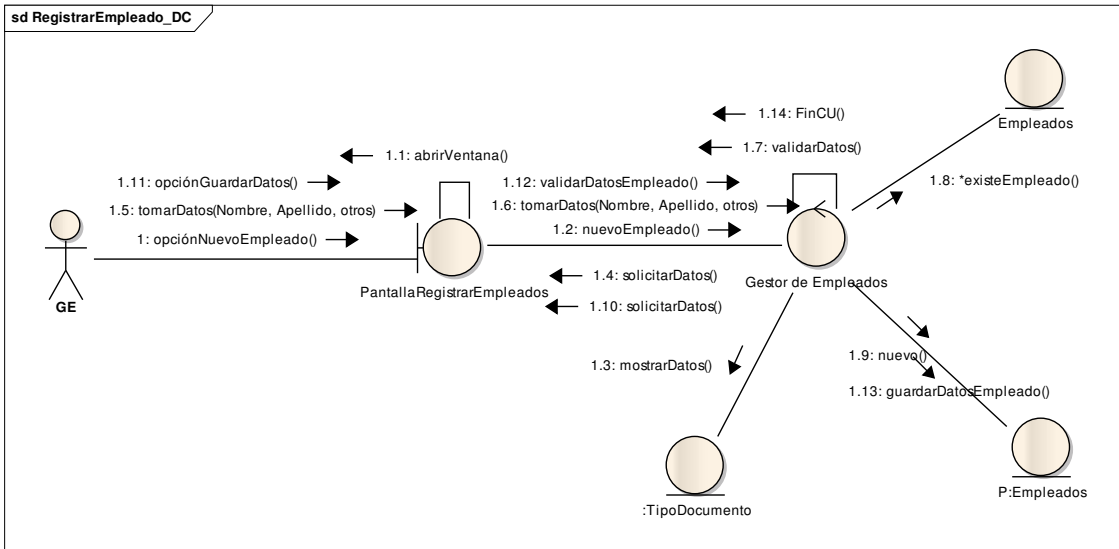 sd RegistrarEmpleado_DC
1.14: FinCU()
Empleados
1.1: abrirVentana()
1.7: validarDatos()
1.11: opciónGuardarDatos()
1.12: validarDatosEmpleado()
1.8: *existeEmpleado()
1.5: tomarDatos(Nombre, Apellido, otros)
1.6: tomarDatos(Nombre, Apellido, otros)
1: opciónNuevoEmpleado()
1.2: nuevoEmpleado()
1.4: solicitarDatos()
Gestor de Empleados
PantallaRegistrarEmpleados
GE
1.10: solicitarDatos()
1.9: nuevo()
1.3: mostrarDatos()
1.13: guardarDatosEmpleado()
P:Empleados
:TipoDocumento